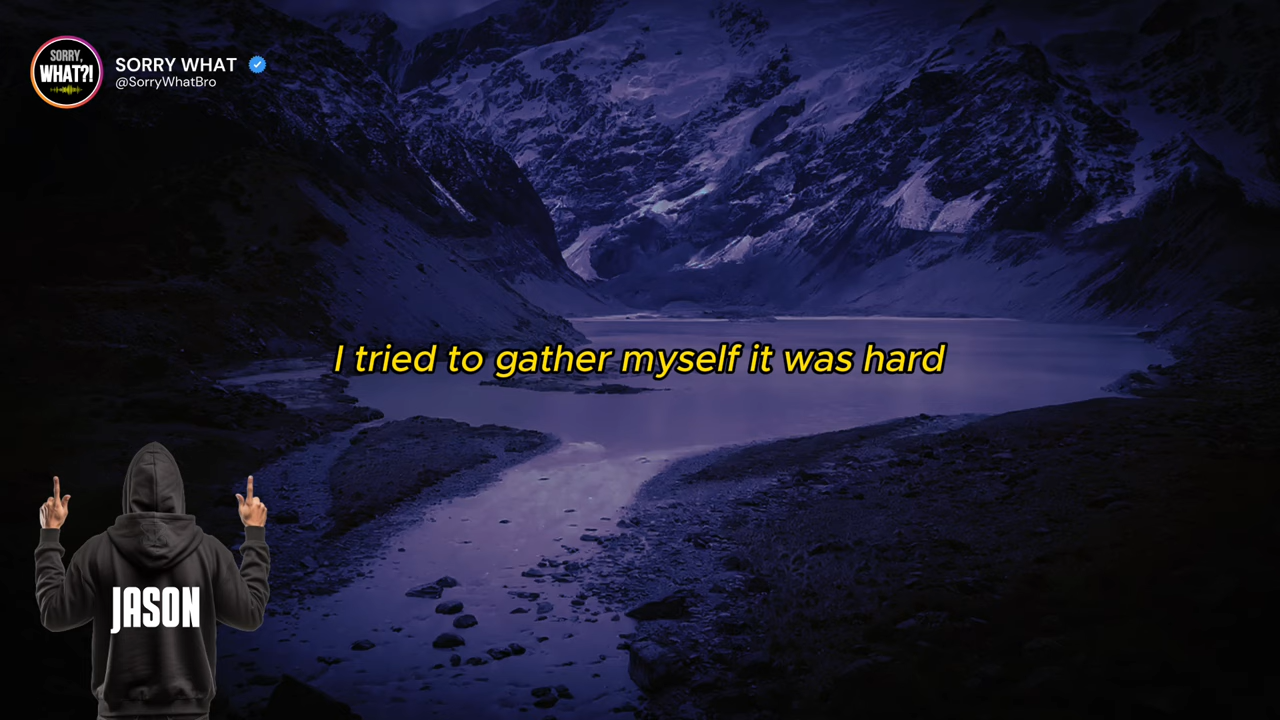 SORRY,
WHAT?!
SORRY WHAT
@SorryWhatBro
I tried to gather myself it was hard
JASON